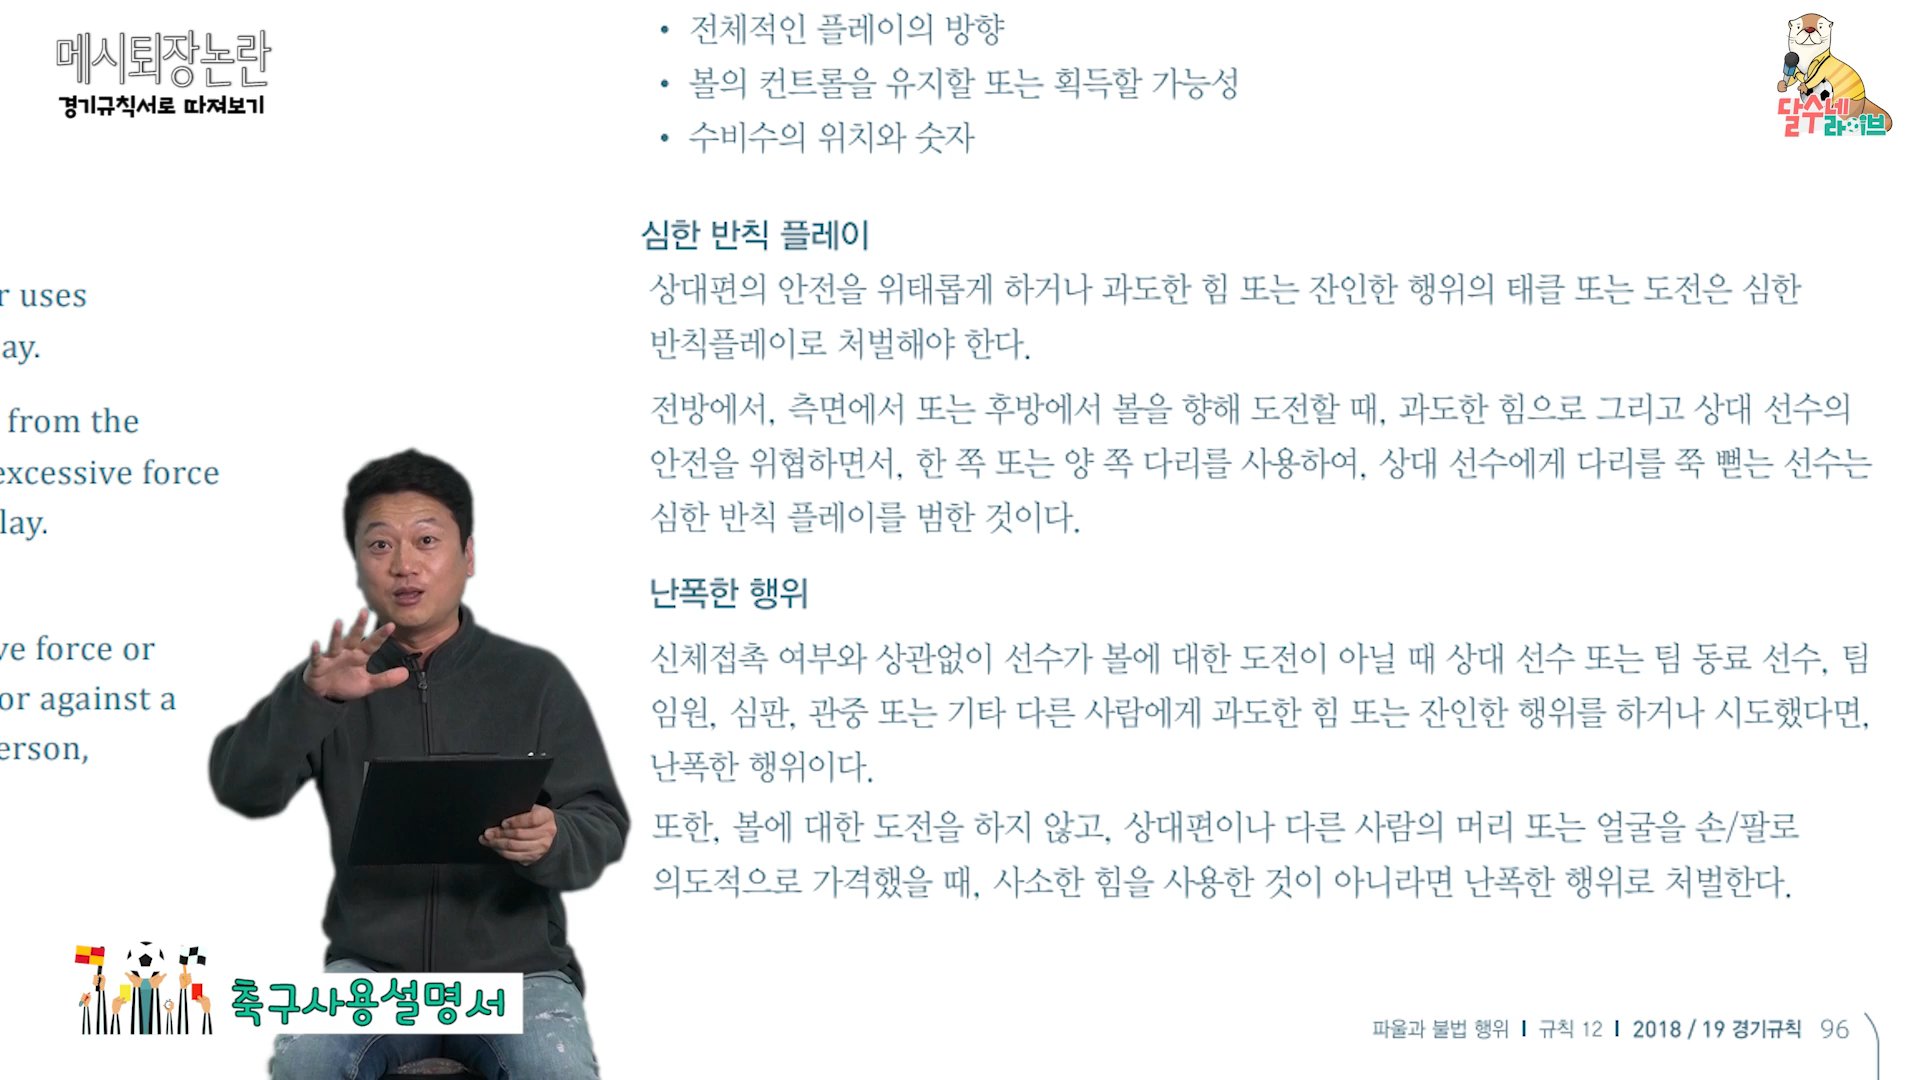 메시퇴장논란
경기규칙서로 따져보기
달수네
라이브
• 전체적인 플레이의 방향
• 볼의 컨트롤을 유지할 또는 획득할 가능성
• 수비수의 위치와 숫자
심한 반칙 플레이
상대편의 안전을 위태롭게 하거나 과도한 힘 또는 잔인한 행위의 태클 또는 도전은 심한
반칙플레이로 처벌해야 한다.
전방에서, 측면에서 또는 후방에서 볼을 향해 도전할 때, 과도한 힘으로 그리고 상대 선수의
안전을 위협하면서, 한 쪽 또는 양 쪽 다리를 사용하여, 상대 선수에게 다리를 쭉 뻗는 선수는
심한 반칙 플레이를 범한 것이다.
난폭한 행위
신체접촉 여부와 상관없이 선수가 볼에 대한 도전이 아닐 때 상대 선수 또는 팀 동료 선수, 팀
임원, 심판, 관중 또는 기타 다른 사람에게 과도한 힘 또는 잔인한 행위를 하거나 시도했다면,
난폭한 행위이다.
또한, 볼에 대한 도전을 하지 않고, 상대편이나 다른 사람의 머리 또는 얼굴을 손/팔로
의도적으로 가격했을 때, 사소한 힘을 사용한 것이 아니라면 난폭한 행위로 처벌한다.
r uses
ay.
from the
excessive force
lay.
ve force or
or against a
erson,
축구사용설명서
파울과 불법 행위 | 규칙 12 | 2018 / 19 경기규칙 96